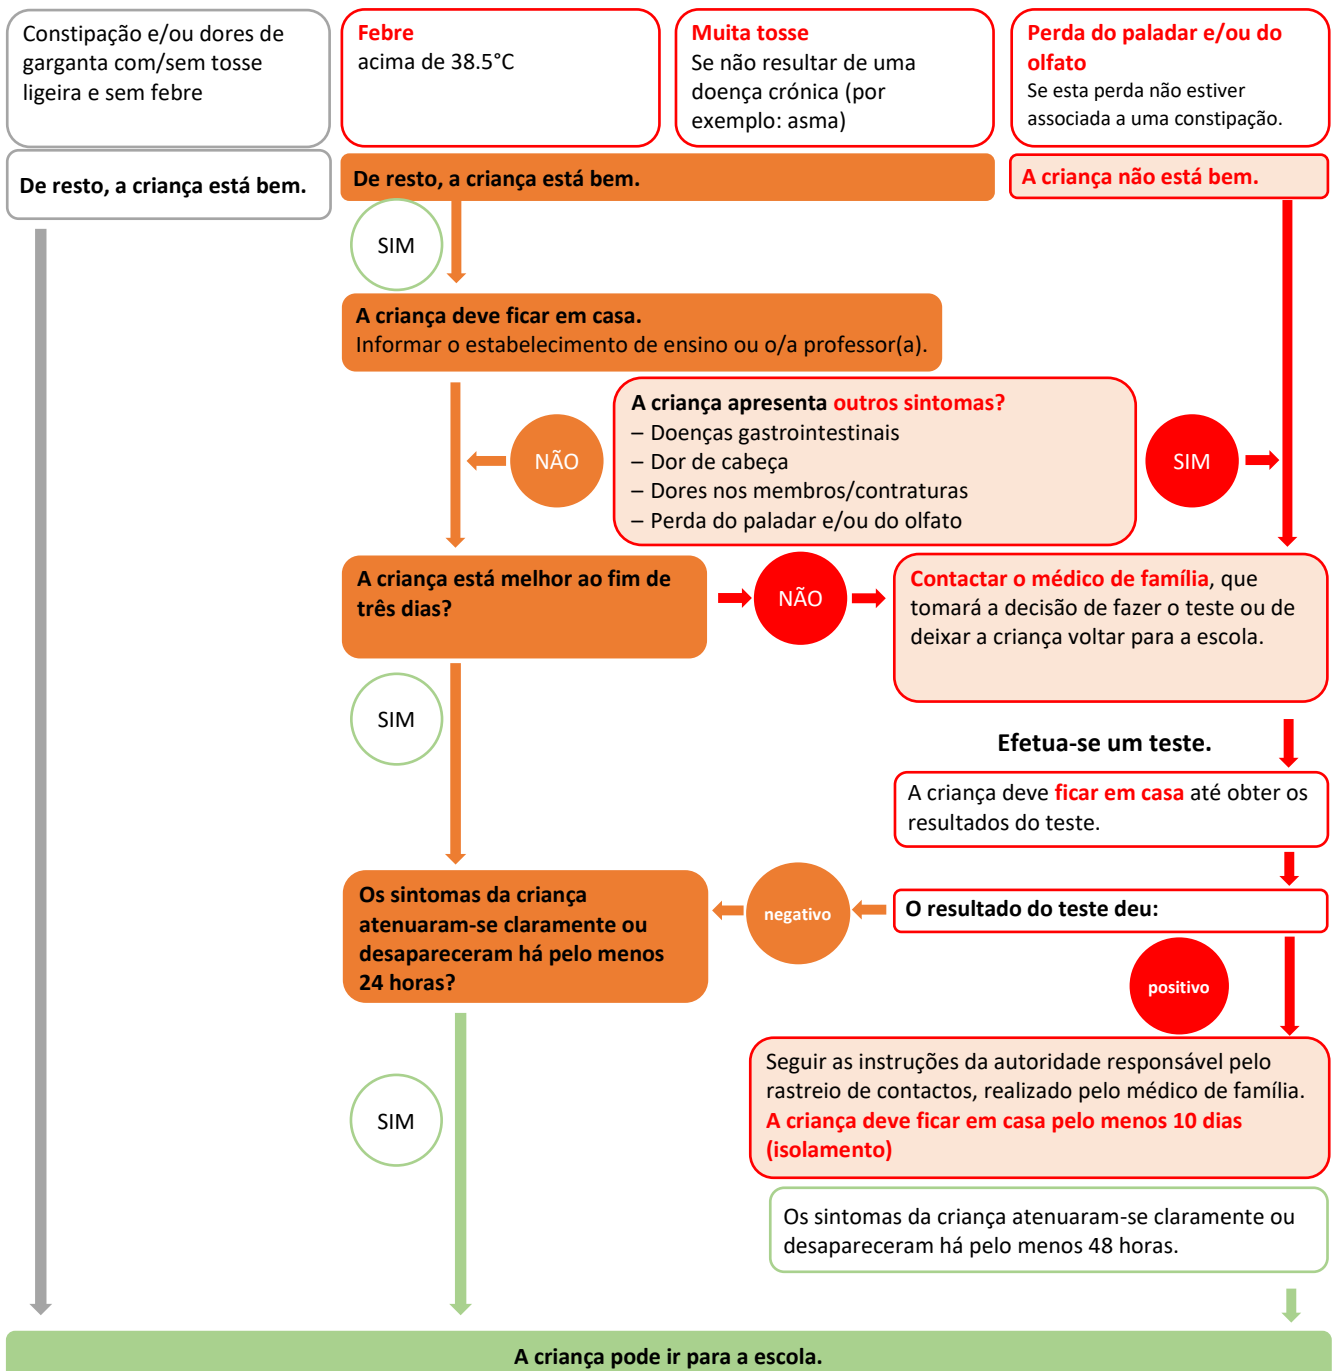 Constipação e/ou dores de
garganta com/sem tosse
ligeira e sem febre
Febre
acima de 38.5°C
Muita tosse
Se não resultar de uma
doença crónica (por
exemplo: asma)
Perda do paladar e/ou do
olfato
Se esta perda não estiver
associada a uma constipação.
De resto, a criança está bem.
De resto, a criança está bem.
A criança não está bem.
SIM
A criança deve ficar em casa.
Informar o estabelecimento de ensino ou o/a professor(a).
A criança apresenta outros sintomas?
– Doenças gastrointestinais
– Dor de cabeça
– Dores nos membros/contraturas
– Perda do paladar e/ou do olfato
NÃO
SIM
A criança está melhor ao fim de
três dias?
NÃO
Contactar o médico de família, que
tomará a decisão de fazer o teste ou de
deixar a criança voltar para a escola.
SIM
Efetua-se um teste.
A criança deve ficar em casa até obter os
resultados do teste.
Os sintomas da criança
atenuaram-se claramente ou
desapareceram há pelo menos
24 horas?
negativo
O resultado do teste deu:
positivo
Seguir as instruções da autoridade responsável pelo
rastreio de contactos, realizado pelo médico de família.
A criança deve ficar em casa pelo menos 10 dias
(isolamento)
SIM
Os sintomas da criança atenuaram-se claramente ou
desapareceram há pelo menos 48 horas.
A criança pode ir para a escola.